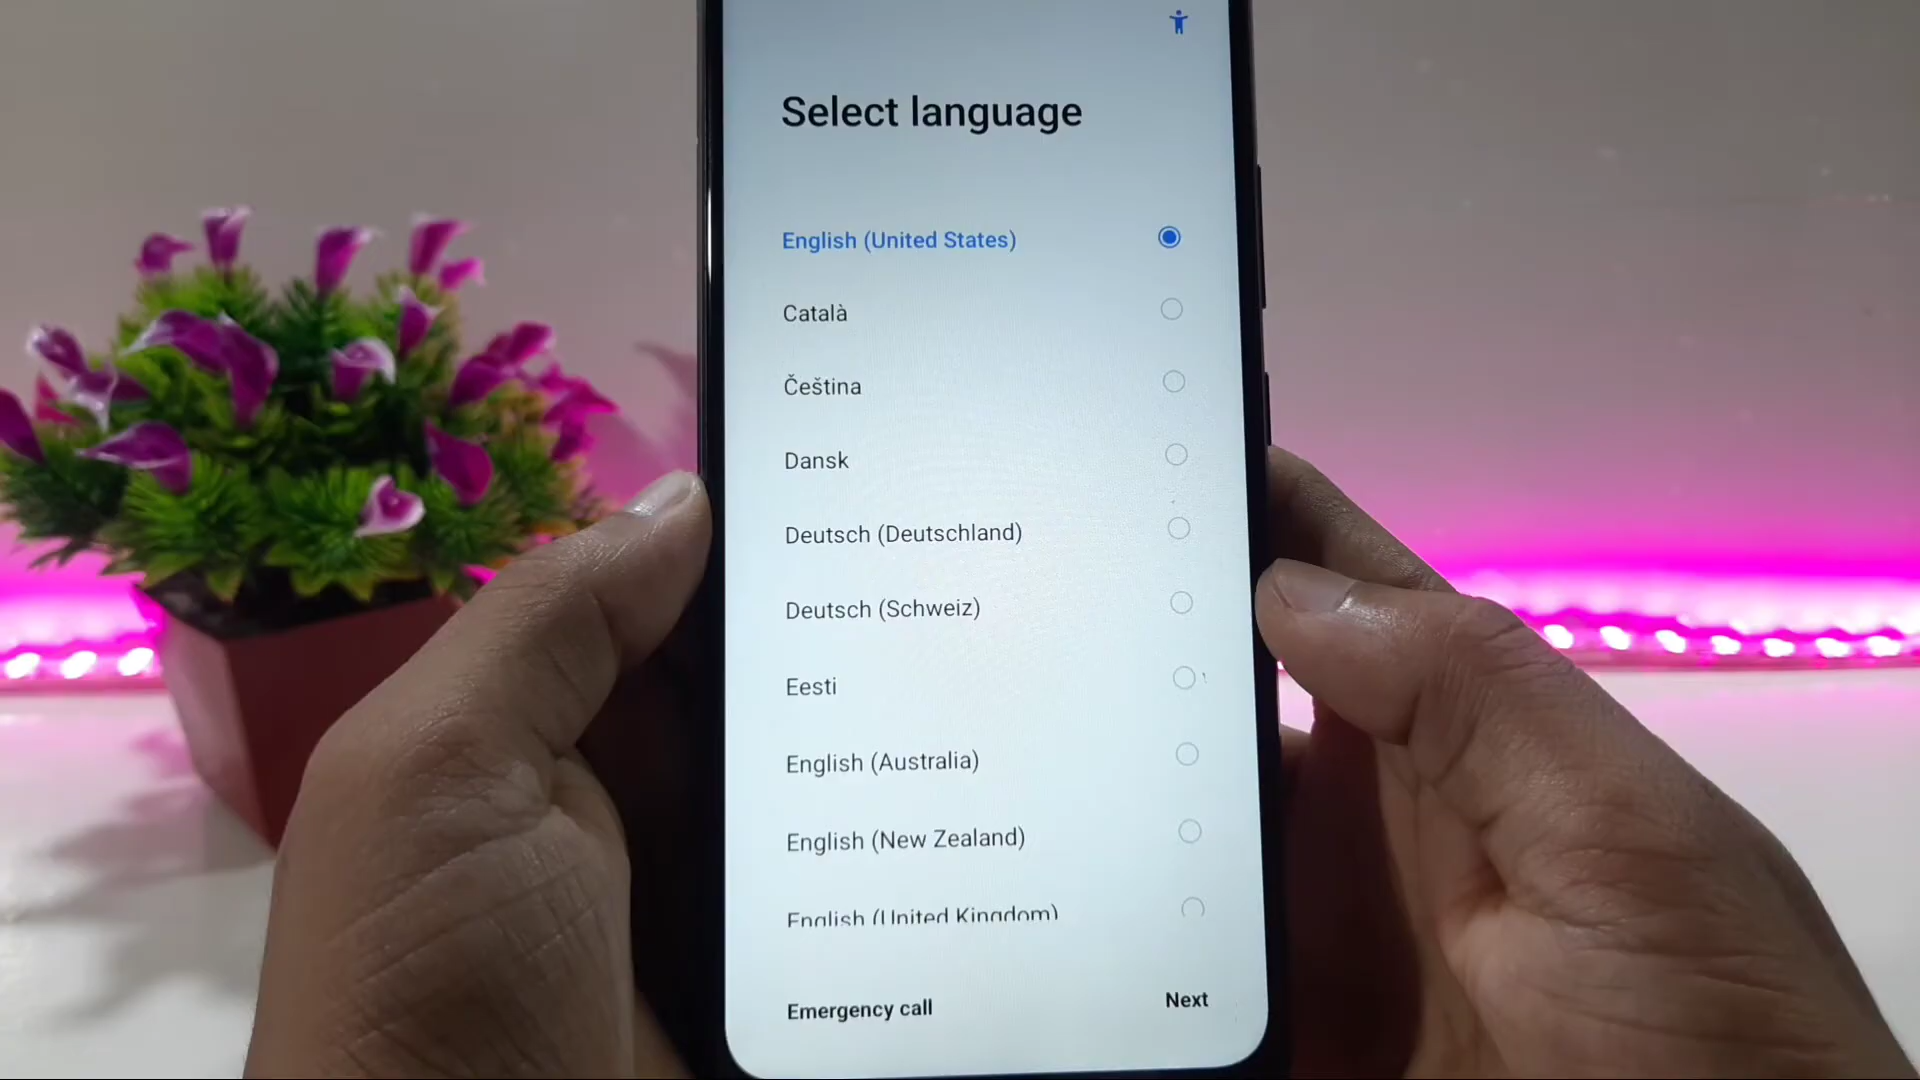 Select language
English (United States)
Català
Čeština
Dansk
Deutsch (Deutschland)
Deutsch (Schweiz)
Eesti
English (Australia)
English (New Zealand)
English (United Kingdom)
Emergency call
Next